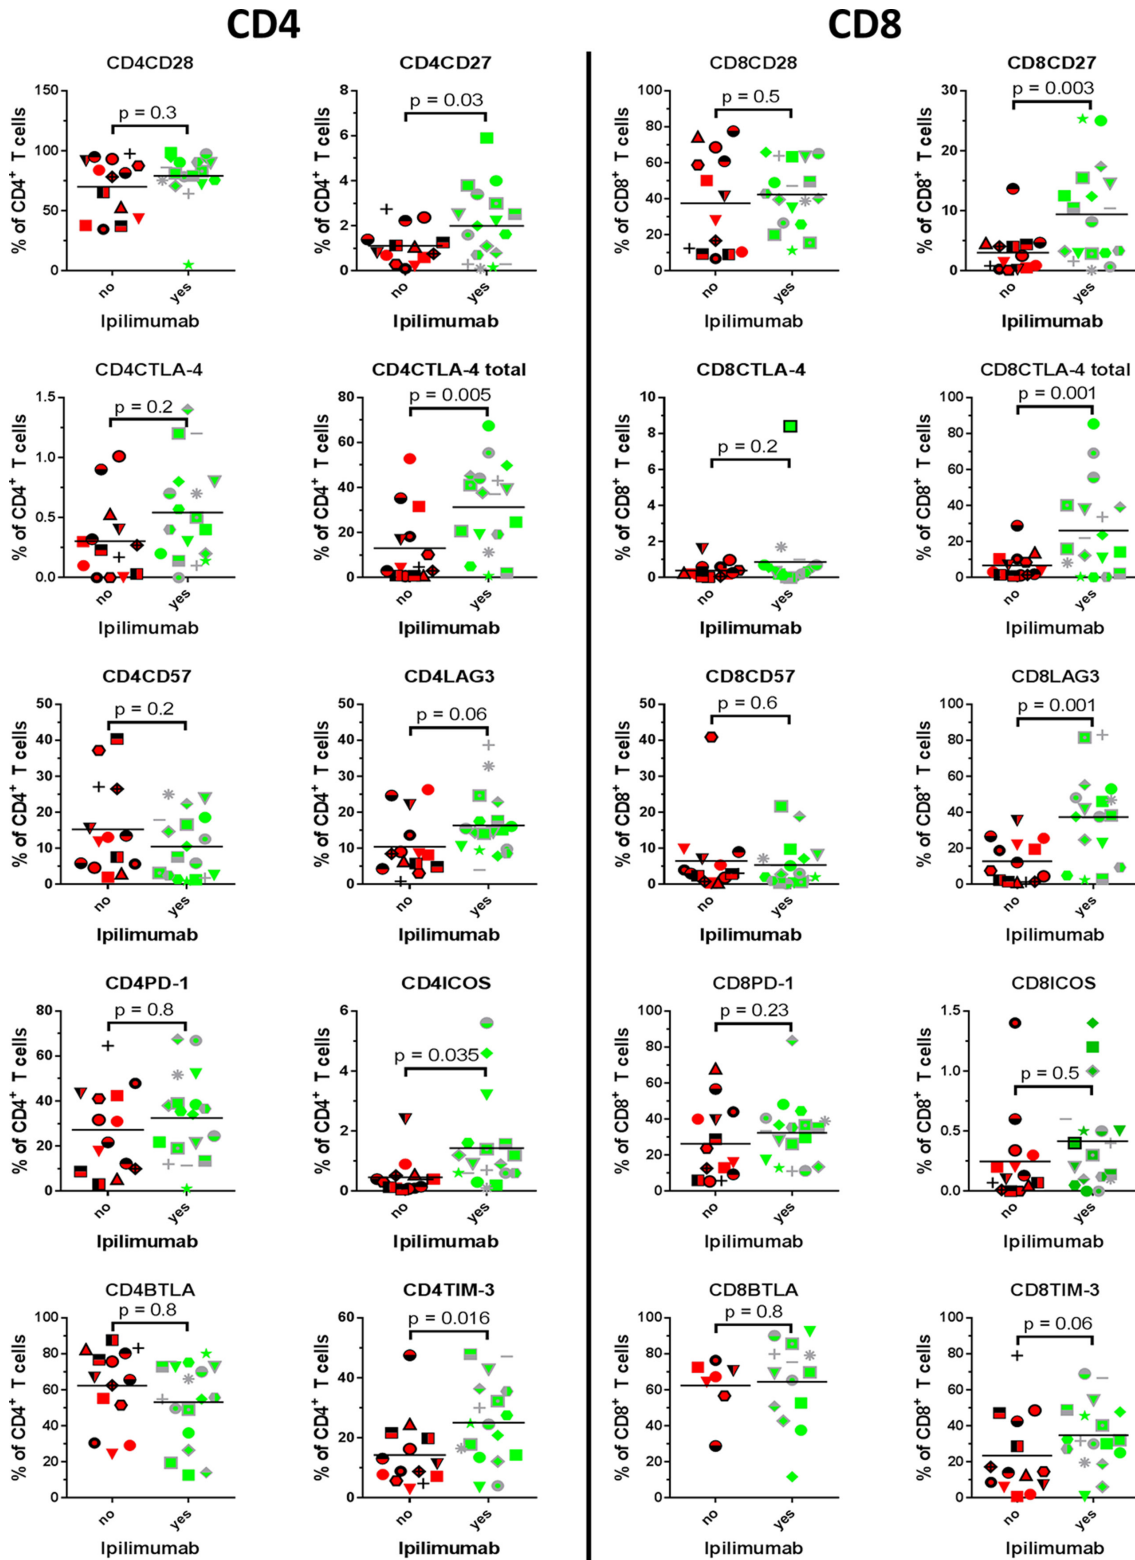 CD4
CD8
CD4CD28
% of CD4+ T cells
150
100
50
0
p = 0.3
no
yes
Ipilimumab
CD4CD27
% of CD4+ T cells
8
6
4
2
0
p = 0.03
no
yes
Ipilimumab
CD8CD28
% of CD8+ T cells
100
80
60
40
20
0
p = 0.5
no
yes
Ipilimumab
CD8CD27
% of CD8+ T cells
30
20
10
0
p = 0.003
no
yes
Ipilimumab
CD4CTLA-4
% of CD4+ T cells
1.5
1.0
0.5
0.0
p = 0.2
no
yes
Ipilimumab
CD4CTLA-4 total
% of CD4+ T cells
80
60
40
20
0
p = 0.005
no
yes
Ipilimumab
CD8CTLA-4
% of CD8+ T cells
10
8
6
4
2
0
p = 0.2
no
yes
Ipilimumab
CD8CTLA-4 total
% of CD8+ T cells
100
80
60
40
20
0
p = 0.001
no
yes
Ipilimumab
CD4CD57
% of CD4+ T cells
50
40
30
20
10
0
p = 0.2
no
yes
Ipilimumab
CD4LAG3
% of CD4+ T cells
50
40
30
20
10
0
p = 0.06
no
yes
Ipilimumab
CD8CD57
% of CD8+ T cells
50
40
30
20
10
0
p = 0.6
no
yes
Ipilimumab
CD8LAG3
% of CD8+ T cells
100
80
60
40
20
0
p = 0.001
no
yes
Ipilimumab
CD4PD-1
% of CD4+ T cells
80
60
40
20
0
p = 0.8
no
yes
Ipilimumab
CD4ICOS
% of CD4+ T cells
6
4
2
0
p = 0.035
no
yes
Ipilimumab
CD8PD-1
% of CD8+ T cells
100
80
60
40
20
0
p = 0.23
no
yes
Ipilimumab
CD8ICOS
% of CD8+ T cells
1.5
1.0
0.5
0.0
p = 0.5
no
yes
Ipilimumab
CD4BTLA
% of CD4+ T cells
100
80
60
40
20
0
p = 0.8
no
yes
Ipilimumab
CD4TIM-3
% of CD4+ T cells
60
40
20
0
p = 0.016
no
yes
Ipilimumab
CD8BTLA
% of CD8+ T cells
100
80
60
40
20
0
p = 0.8
no
yes
Ipilimumab
CD8TIM-3
% of CD8+ T cells
100
80
60
40
20
0
p = 0.06
no
yes
Ipilimumab